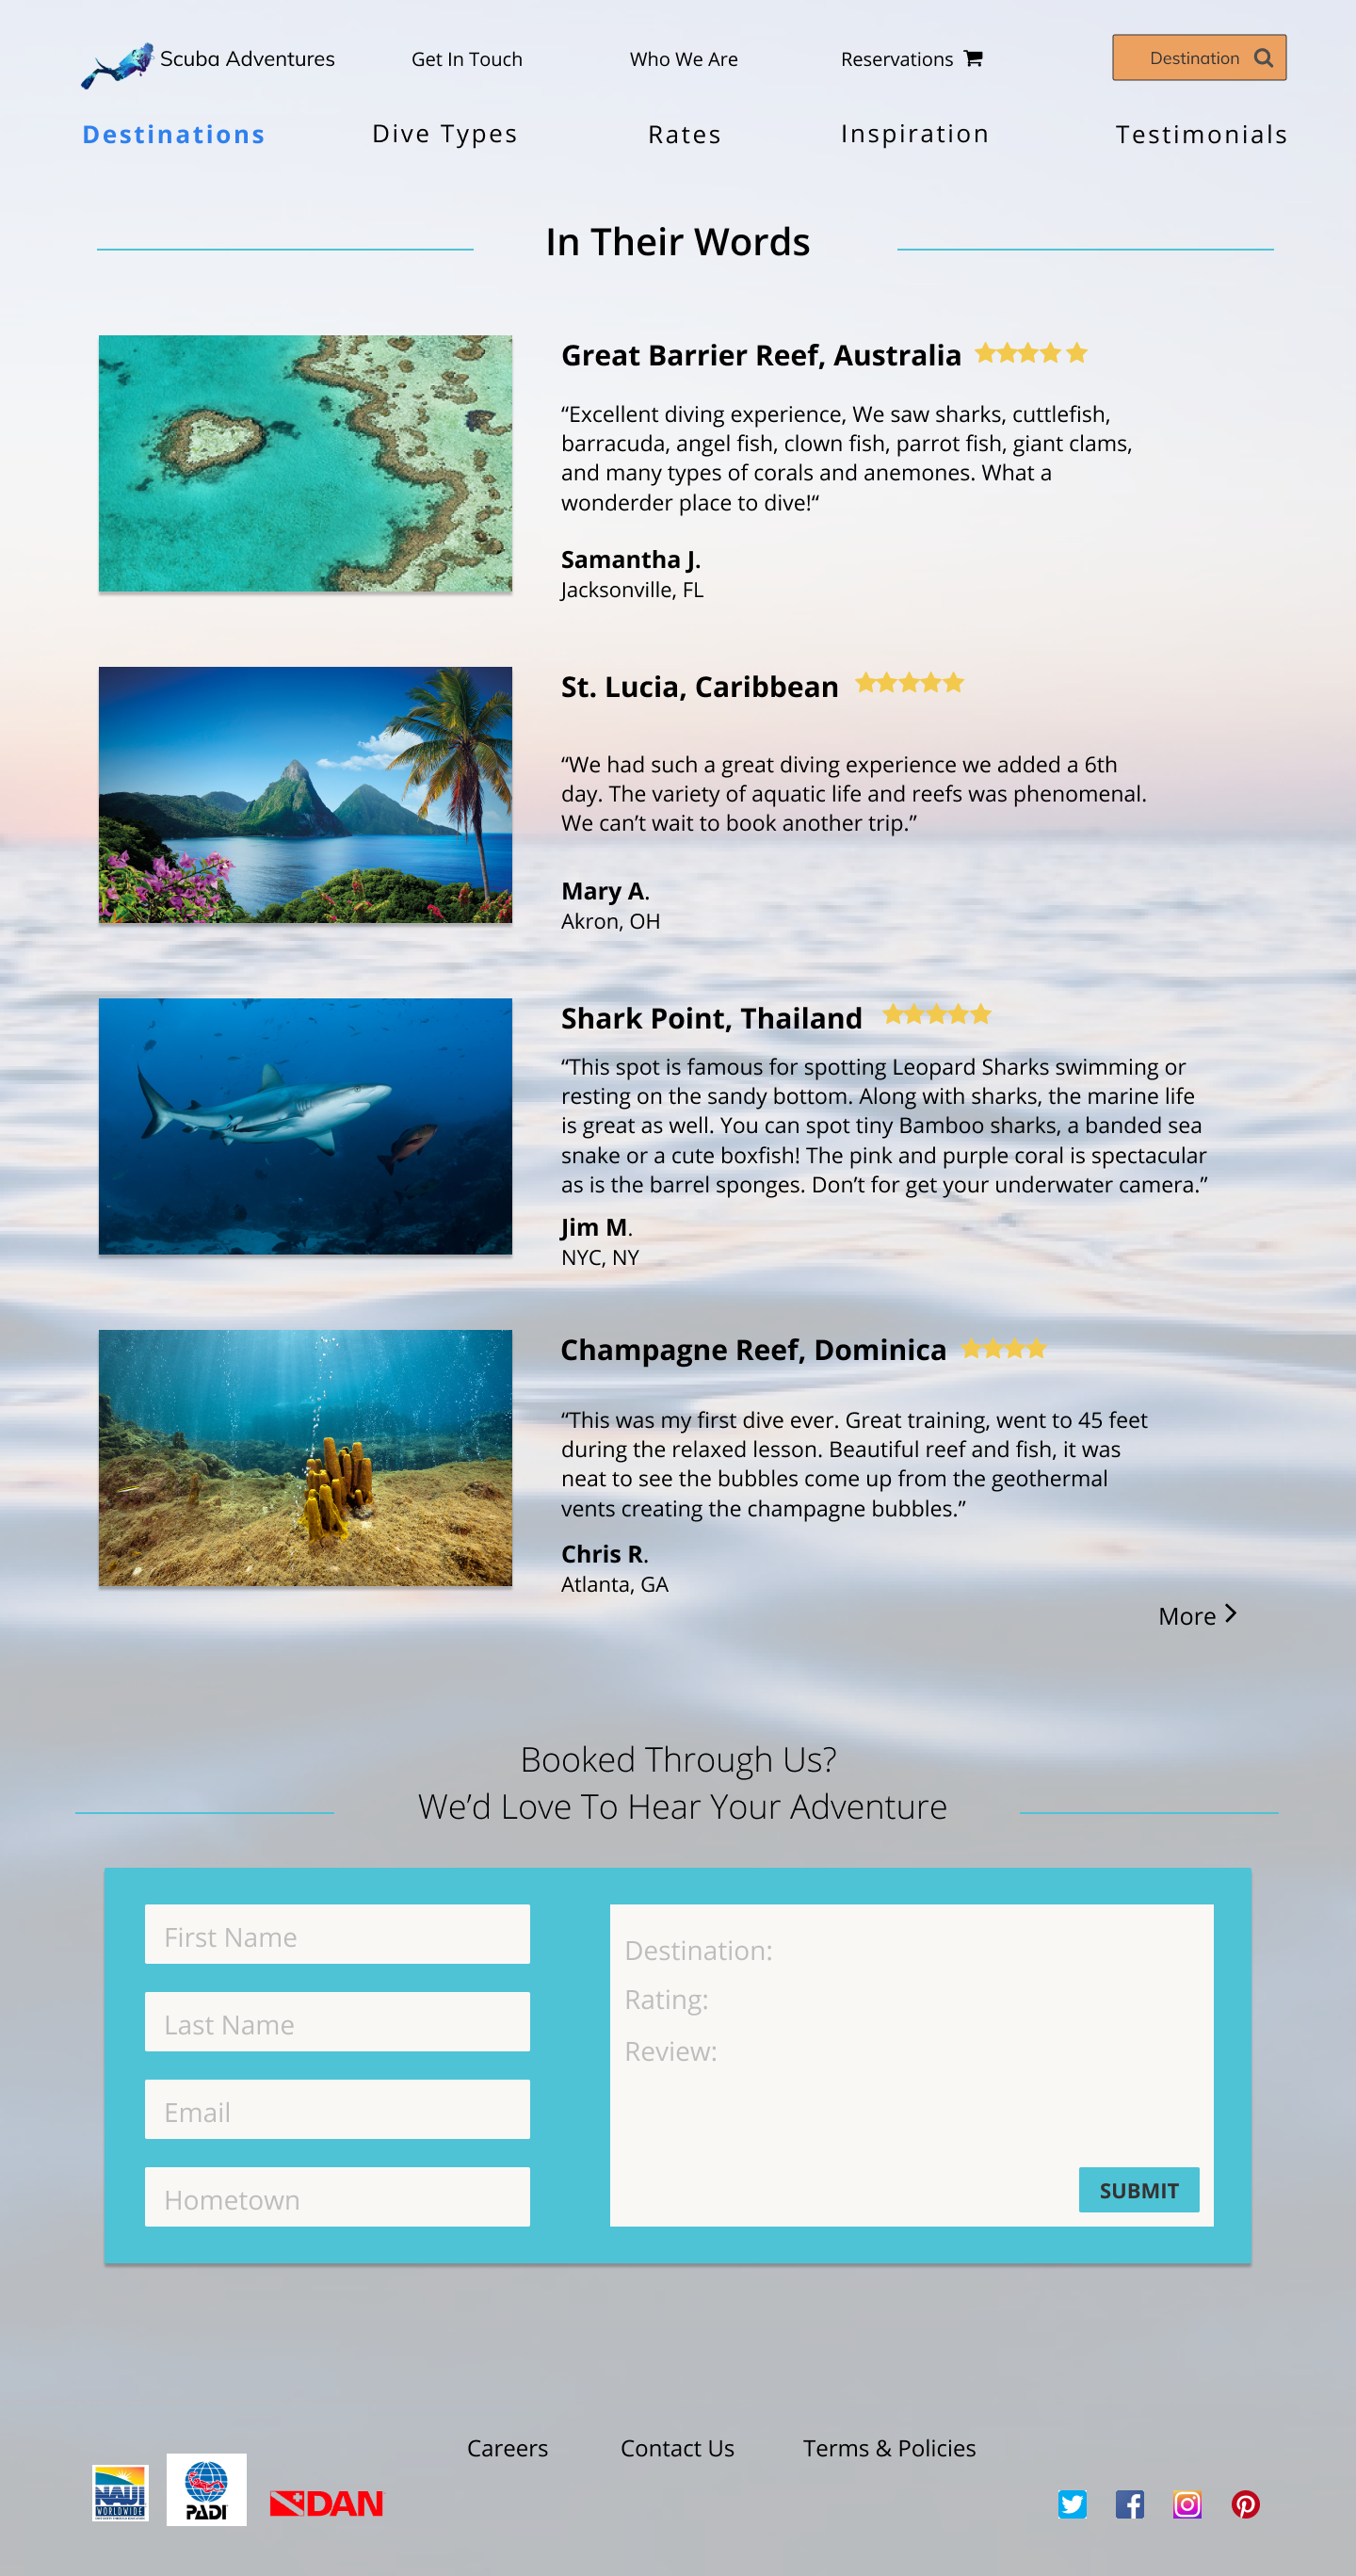 Scuba Adventures
Get In Touch
Who We Are
Reservations
Destination
Destinations
Dive Types
Rates
Inspiration
Testimonials
In Their Words
Great Barrier Reef, Australia
“Excellent diving experience, We saw sharks, cuttlefish,
barracuda, angel fish, clown fish, parrot fish, giant clams,
and many types of corals and anemones. What a
wonderder place to dive!“
Samantha J.
Jacksonville, FL
St. Lucia, Caribbean
“We had such a great diving experience we added a 6th
day. The variety of aquatic life and reefs was phenomenal.
We can’t wait to book another trip.”
Mary A.
Akron, OH
Shark Point, Thailand
“This spot is famous for spotting Leopard Sharks swimming or
resting on the sandy bottom. Along with sharks, the marine life
is great as well. You can spot tiny Bamboo sharks, a banded sea
snake or a cute boxfish! The pink and purple coral is spectacular
as is the barrel sponges. Don’t for get your underwater camera.”
Jim M.
NYC, NY
Champagne Reef, Dominica
“This was my first dive ever. Great training, went to 45 feet
during the relaxed lesson. Beautiful reef and fish, it was
neat to see the bubbles come up from the geothermal
vents creating the champagne bubbles.”
Chris R.
Atlanta, GA
More
Booked Through Us?
We’d Love To Hear Your Adventure
First Name
Last Name
Email
Hometown
Destination:
Rating:
Review:
SUBMIT
Careers
Contact Us
Terms & Policies
NAUI
WORLDWIDE
PADI
DAN